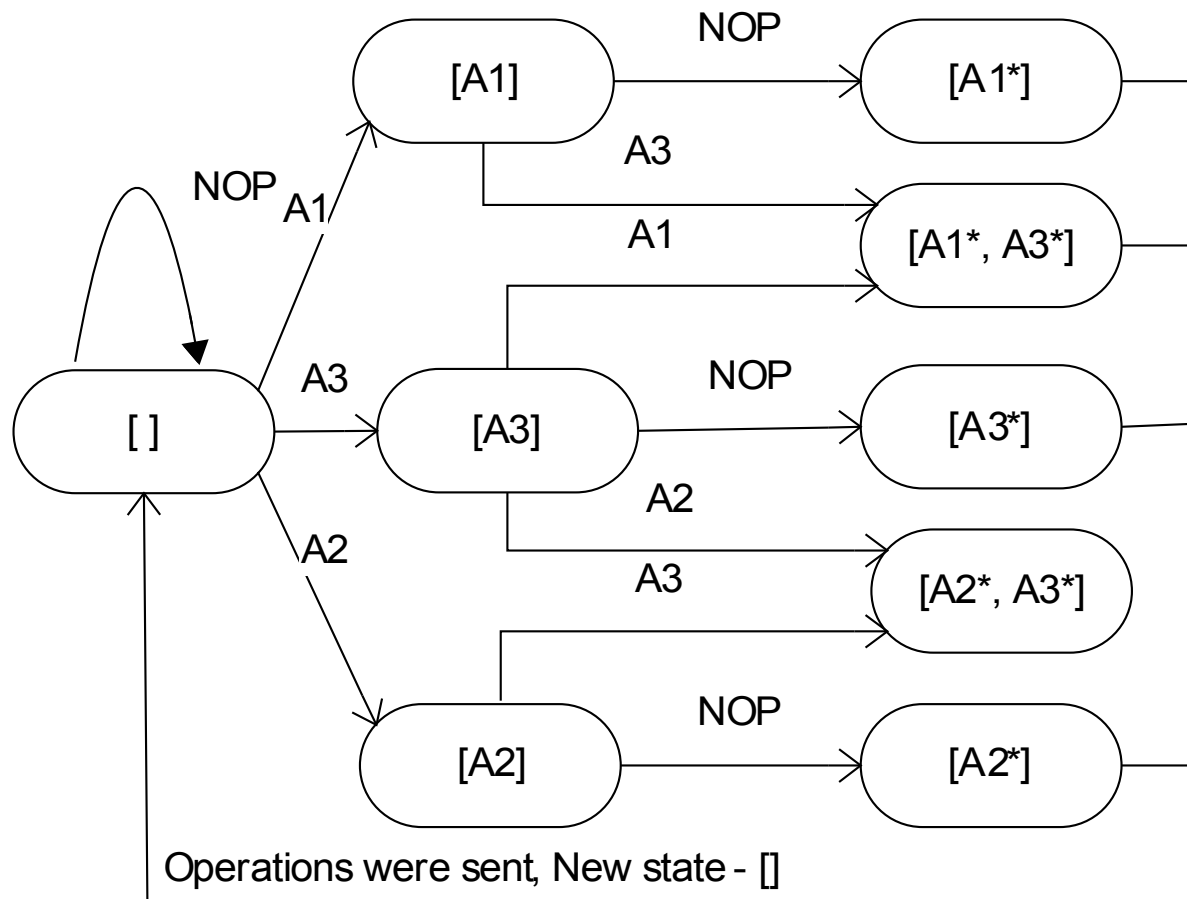 NOP
[A1]
[A1*]
A3
NOP
A1
A1
[A1*, A3*]
A3
NOP
[ ]
[A3]
[A3*]
A2
A2
A3
[A2*, A3*]
NOP
[A2]
[A2*]
Operations were sent, New state - []